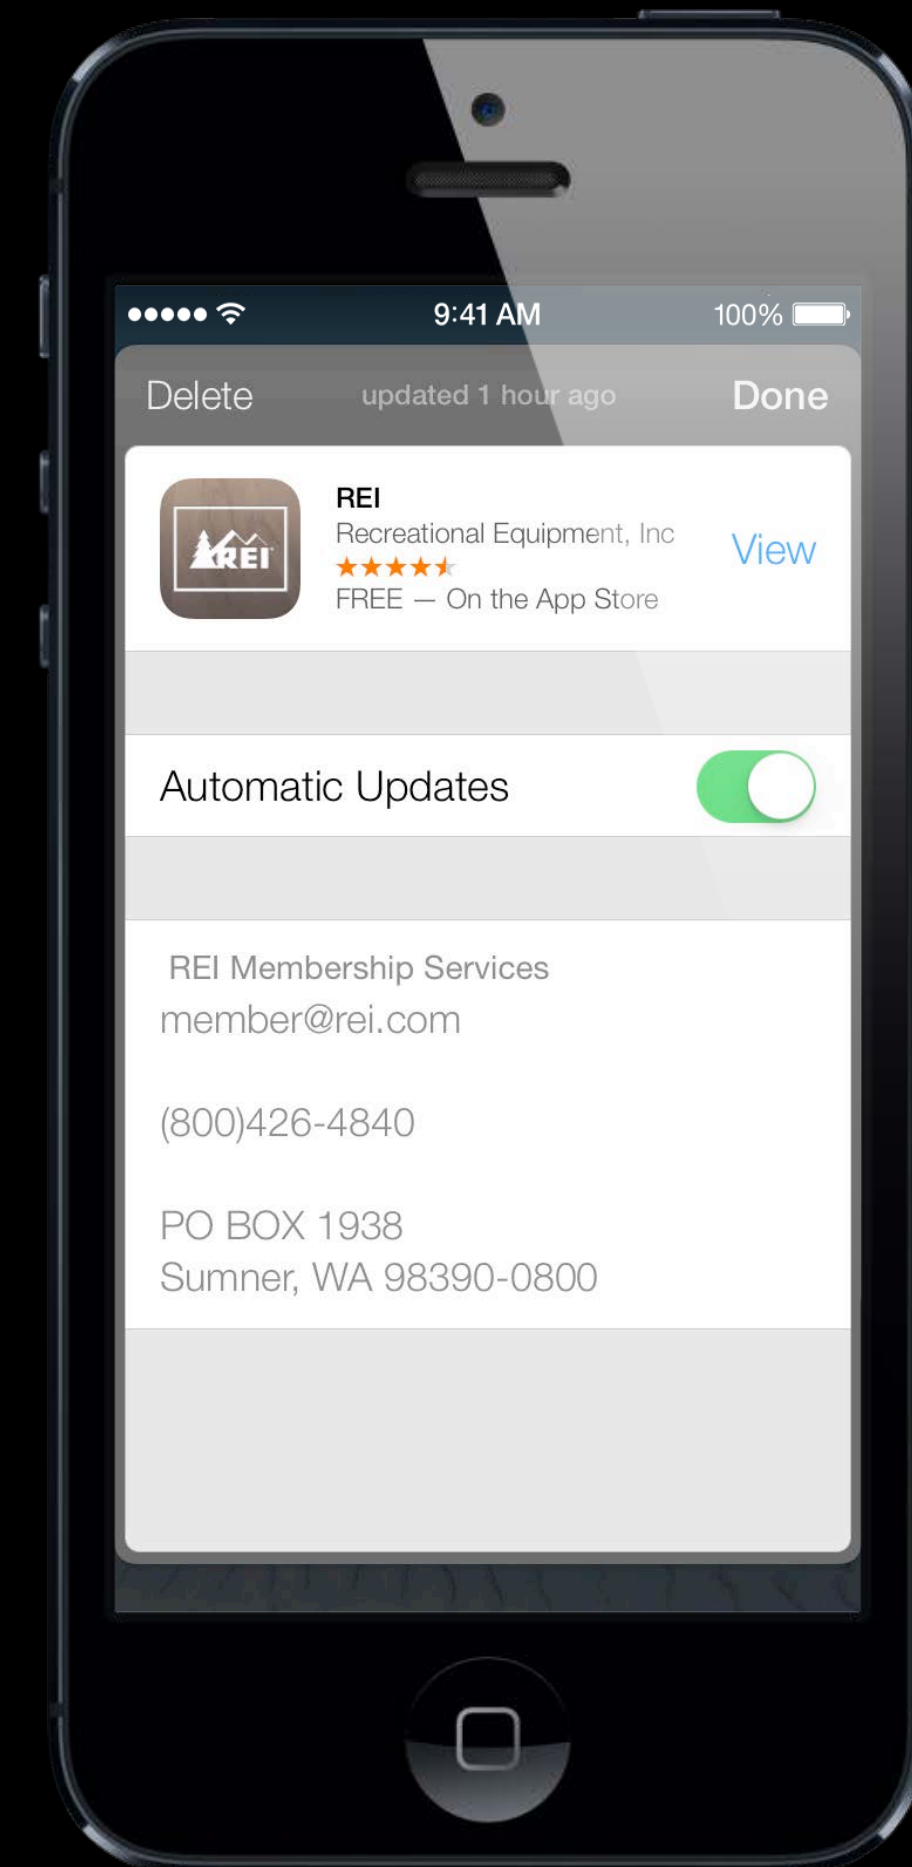 9:41 AM 100%
Delete updated 1 hour ago Done
REI
REI
Recreational Equipment, Inc
View
FREE — On the App Store
Automatic Updates
REI Membership Services
member@rei.com
(800)426-4840
PO BOX 1938
Sumner, WA 98390-0800